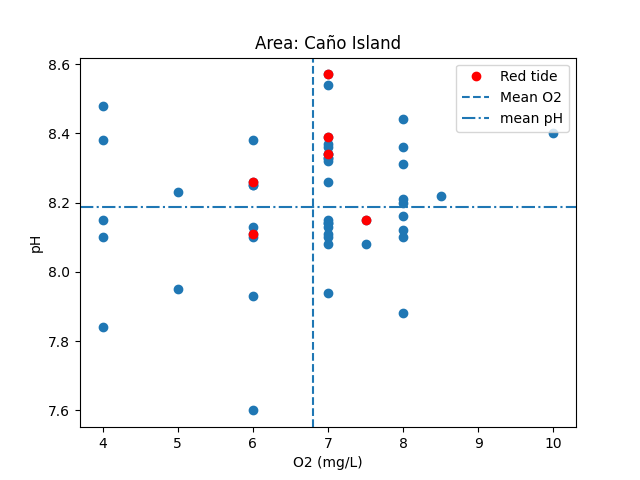 Area: Caño Island
Red tide
Mean O2
mean pH
pH
8.6
8.4
8.2
8.0
7.8
7.6
4 5 6 7 8 9 10
O2 (mg/L)